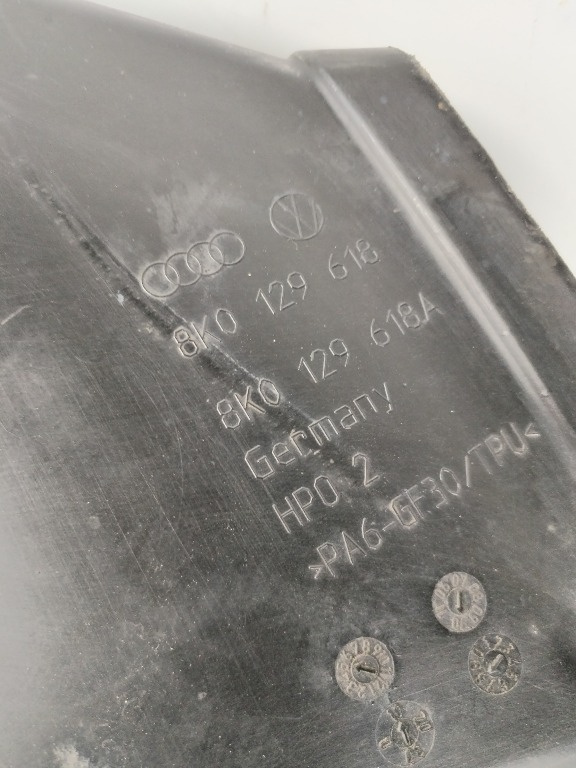 8K0 129 618
8K0 129 618A
Germany
HPO 2
>PA6-GF30/TPU<